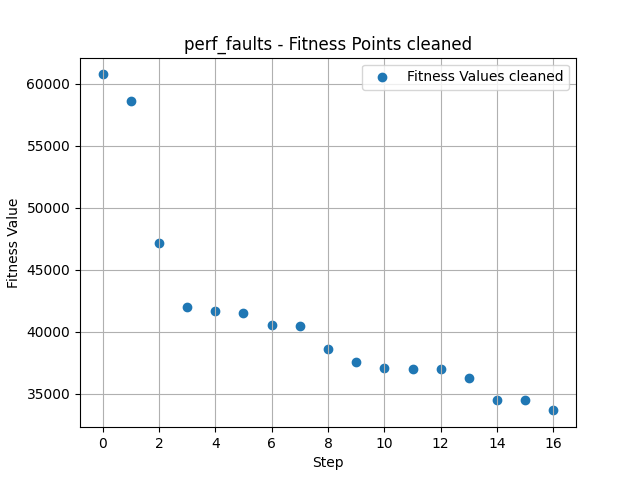 perf_faults - Fitness Points cleaned
Fitness Values cleaned
60000
55000
50000
45000
40000
35000
Fitness Value
0 2 4 6 8 10 12 14 16
Step